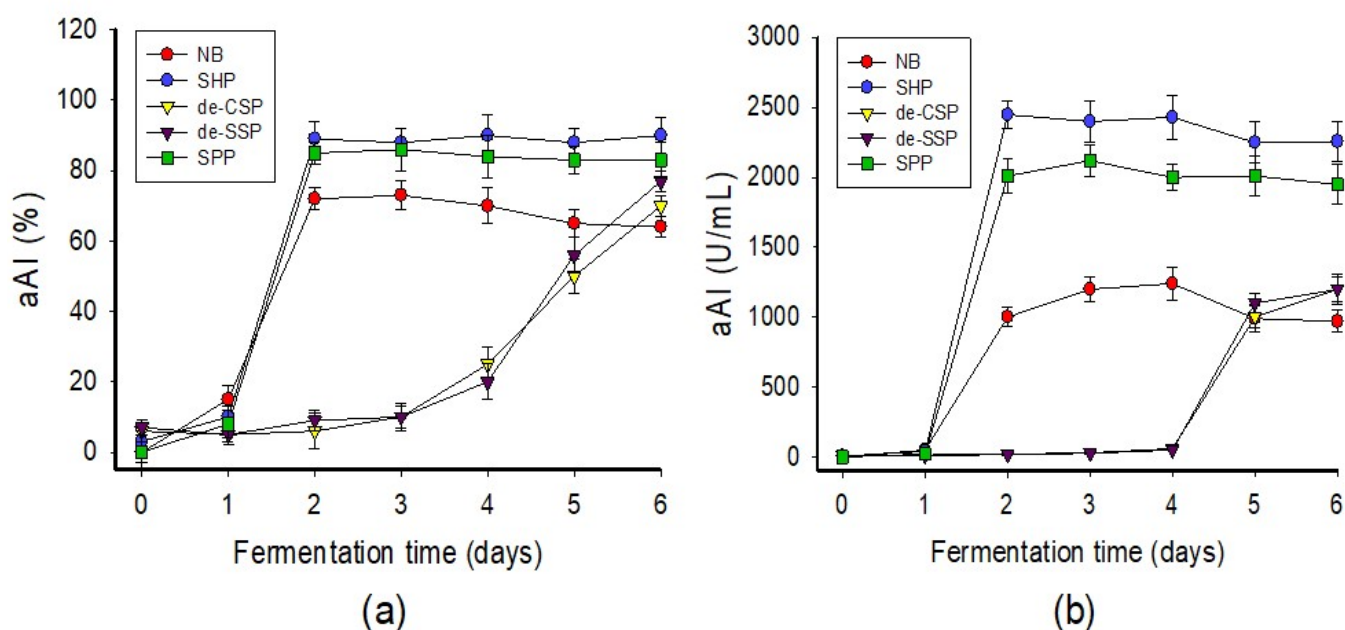 120
100
80
60
40
20
0
aAI (%)
NB
SHP
de-CSP
de-SSP
SPP
0 1 2 3 4 5 6
Fermentation time (days)
(a)
3000
2500
2000
1500
1000
500
0
aAI (U/mL)
NB
SHP
de-CSP
de-SSP
SPP
0 1 2 3 4 5 6
Fermentation time (days)
(b)